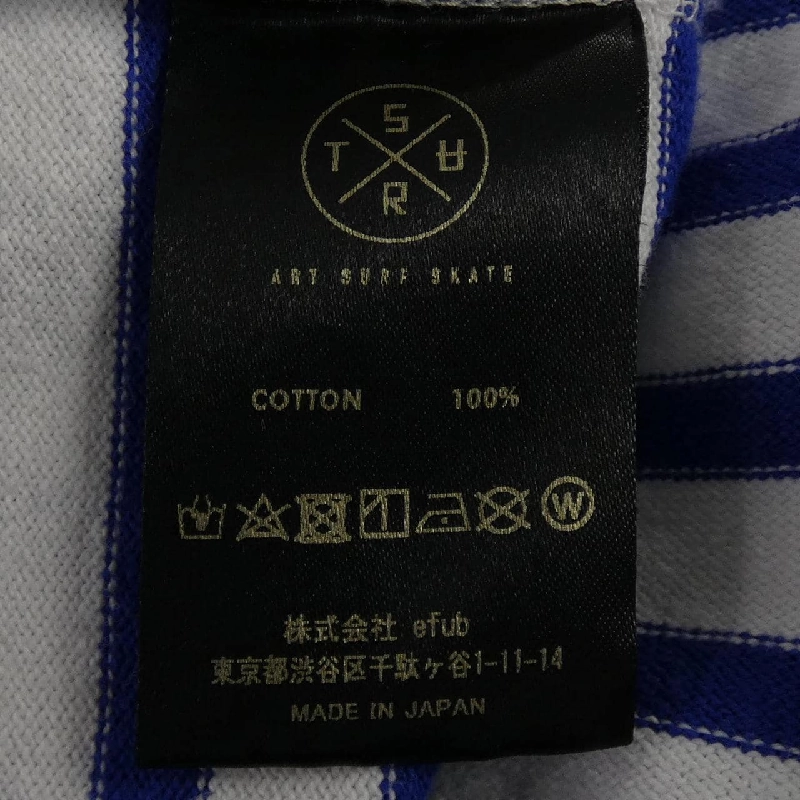 S
T U
R
ART SURF SKATE
COTTON 100%
W
株式会社 efub
東京都渋谷区千駄ヶ谷1-11-14
MADE IN JAPAN